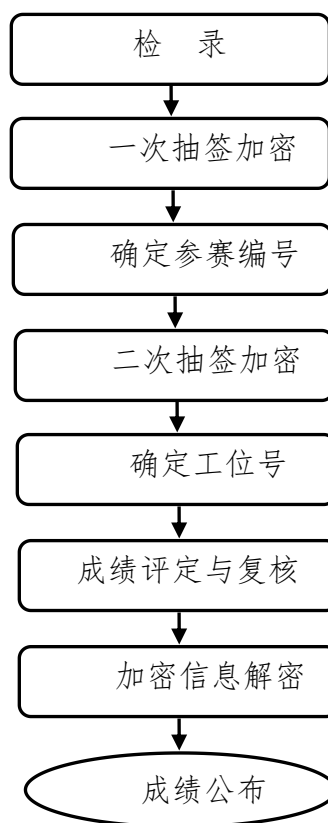 检　录
一次抽签加密
确定参赛编号
二次抽签加密
确定工位号
成绩评定与复核
加密信息解密
成绩公布